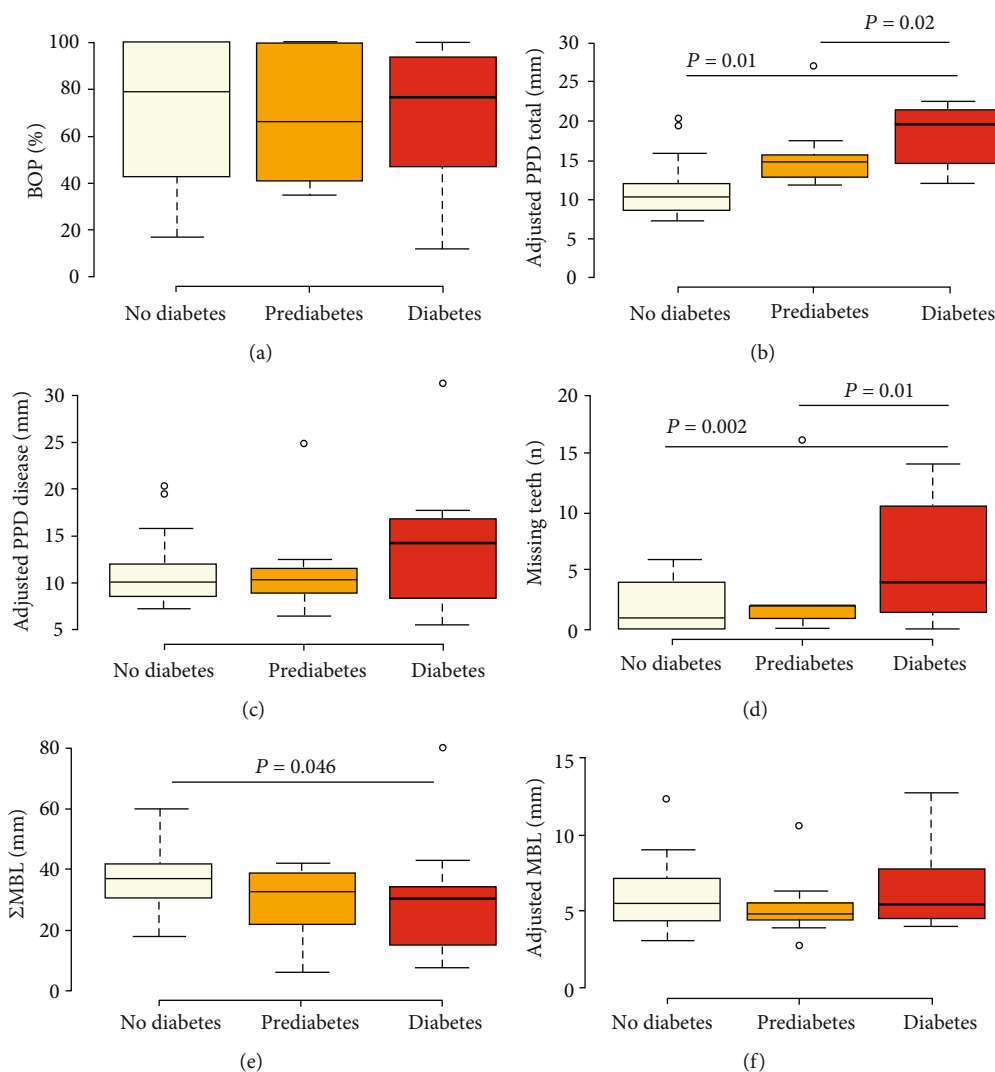 BOP (%)
100
80
60
40
20
0
No diabetes Prediabetes Diabetes
(a)
Adjusted PPD total (mm)
30
25
20
15
10
5
0
P = 0.02
P = 0.01
No diabetes Prediabetes Diabetes
(b)
Adjusted PPD disease (mm)
30
25
20
15
10
5
No diabetes Prediabetes Diabetes
(c)
Missing teeth (n)
20
15
10
5
0
P = 0.01
P = 0.002
No diabetes Prediabetes Diabetes
(d)
ΣMBL (mm)
80
60
40
20
0
P = 0.046
No diabetes Prediabetes Diabetes
(e)
Adjusted MBL (mm)
15
10
5
0
No diabetes Prediabetes Diabetes
(f)